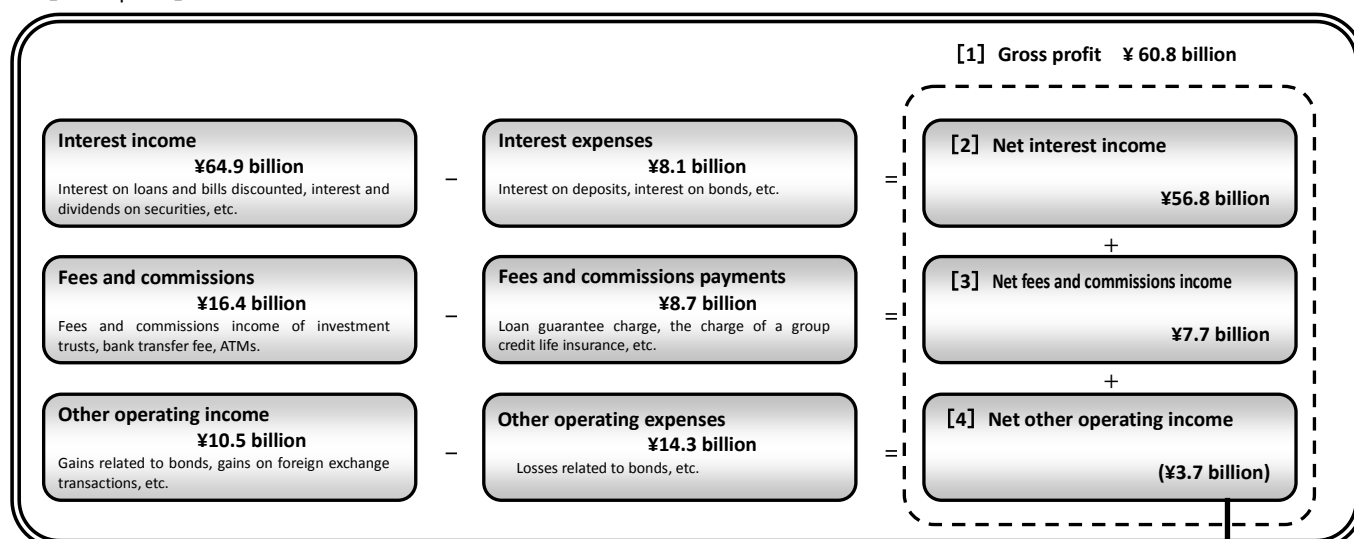 [1] Gross profit ¥ 60.8 billion
Interest income
¥64.9 billion
Interest on loans and bills discounted, interest and
dividends on securities, etc.
−
Interest expenses
¥8.1 billion
Interest on deposits, interest on bonds, etc.
=
[2] Net interest income
¥56.8 billion
+
Fees and commissions
¥16.4 billion
Fees and commissions income of investment
trusts, bank transfer fee, ATMs.
−
Fees and commissions payments
¥8.7 billion
Loan guarantee charge, the charge of a group
credit life insurance, etc.
=
[3] Net fees and commissions income
¥7.7 billion
+
Other operating income
¥10.5 billion
Gains related to bonds, gains on foreign exchange
transactions, etc.
−
Other operating expenses
¥14.3 billion
Losses related to bonds, etc.
=
[4] Net other operating income
(¥3.7 billion)